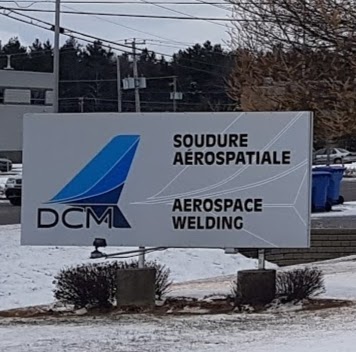 DCM
SOUDURE
AÉROSPATIALE
AEROSPACE
WELDING